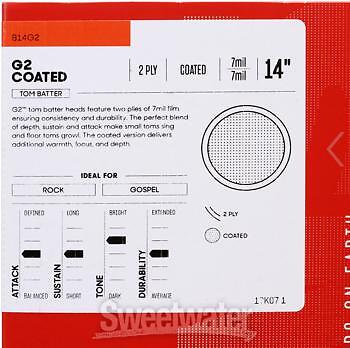 B14G2
G2
COATED
2 PLY
COATED
7mil
7mil
14"
TOM BATTER
G2™ tom batter heads feature two plies of 7mil film,
ensuring consistency and durability. The perfect blend
of depth, sustain and attack make small toms sing
and floor toms growl. The coated version delivers
additional warmth, focus, and depth.
IDEAL FOR
ROCK
GOSPEL
2 PLY
COATED
ATTACK
DEFINED
BALANCED
SUSTAIN
LONG
SHORT
TONE
BRIGHT
DARK
DURABILITY
EXTENDED
AVERAGE
Sweetwater
ON EARTH